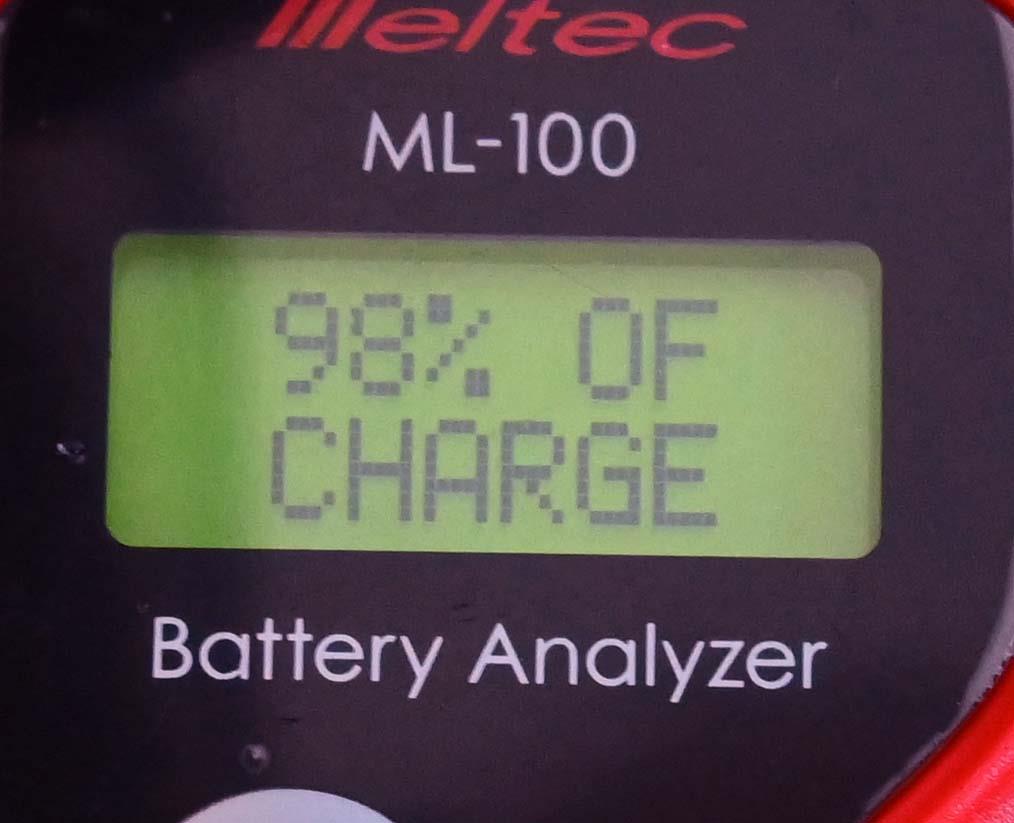 Meltec
ML-100
98% OF
CHARGE
Battery Analyzer